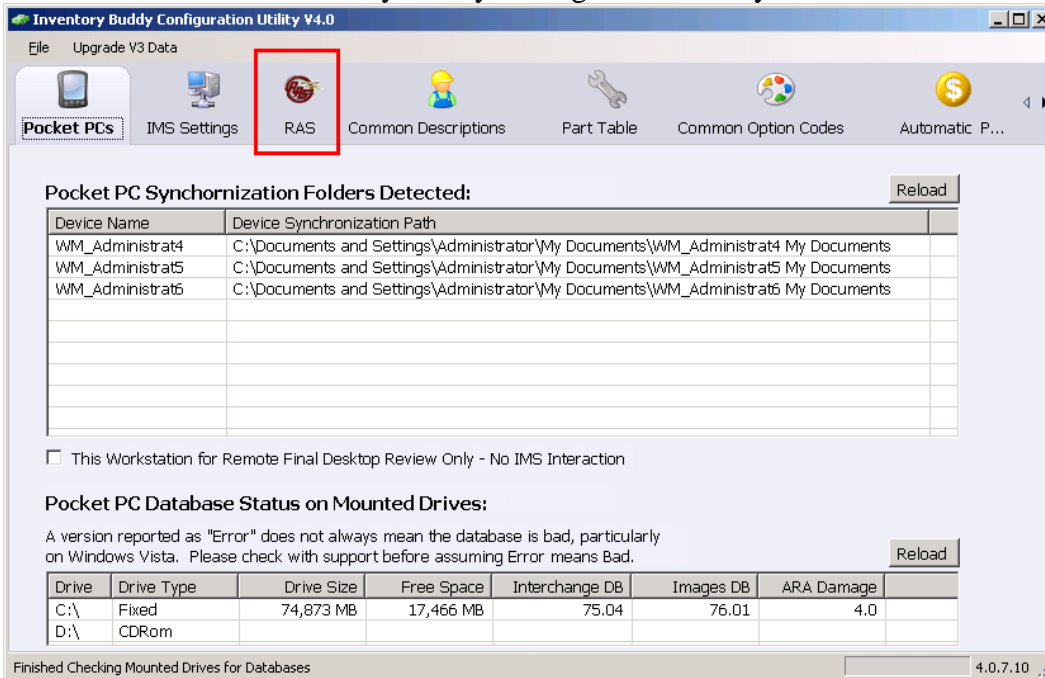 Inventory Buddy Configuration Utility V4.0
File Upgrade V3 Data
RAS
Pocket PCs IMS Settings RAS Common Descriptions Part Table Common Option Codes Automatic P...
Pocket PC Synchornization Folders Detected: Reload
Device Name Device Synchronization Path
WM_Administrat4 C:\Documents and Settings\Administrator\My Documents\WM_Administrat4 My Documents
WM_Administrat5 C:\Documents and Settings\Administrator\My Documents\WM_Administrat5 My Documents
WM_Administrat6 C:\Documents and Settings\Administrator\My Documents\WM_Administrat6 My Documents
This Workstation for Remote Final Desktop Review Only - No IMS Interaction
Pocket PC Database Status on Mounted Drives:
A version reported as "Error" does not always mean the database is bad, particularly
on Windows Vista. Please check with support before assuming Error means Bad. Reload
Drive Drive Type Drive Size Free Space Interchange DB Images DB ARA Damage
C:\ Fixed 74,873 MB 17,466 MB 75.04 76.01 4.0
D:\ CDRom
Finished Checking Mounted Drives for Databases 4.0.7.10